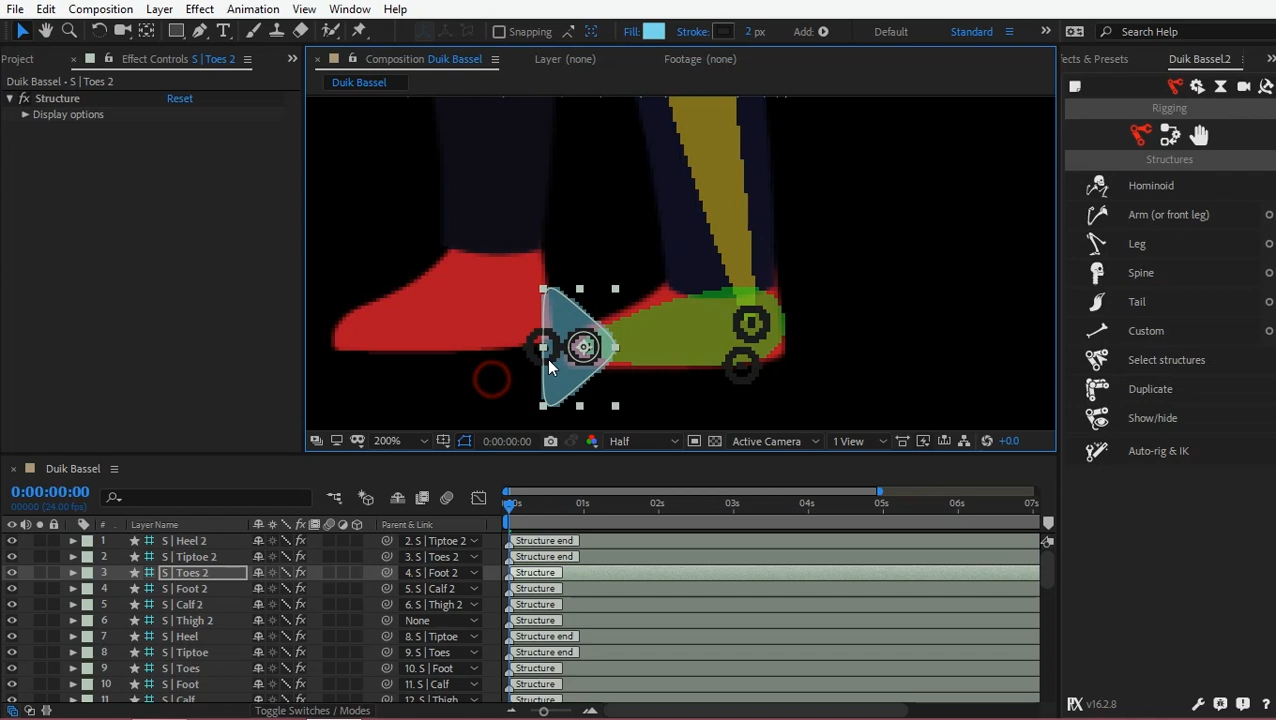 File Edit Composition Layer Effect Animation View Window Help
Snapping Fill: Stroke: 2 px Add: Default Standard Search Help
Project Effect Controls S | Toes 2 Composition Duik Bassel Layer (none) Footage (none) Effects & Presets Duik Bassel.2
Duik Bassel • S | Toes 2 Duik Bassel
Structure Reset
Display options
Rigging
Structures
Hominoid
Arm (or front leg)
Leg
Spine
Tail
Custom
Select structures
Duplicate
Show/hide
Auto-rig & IK
200% 0:00:00:00 Half Active Camera 1 View +0.0
Duik Bassel
0:00:00:00
00000 (24.00 fps)
01s 02s 03s 04s 05s 06s 07s
# Layer Name Parent & Link
1 S | Heel 2 2. S | Tiptoe 2 Structure end
2 S | Tiptoe 2 3. S | Toes 2 Structure end
3 S | Toes 2 4. S | Foot 2 Structure
4 S | Foot 2 5. S | Calf 2 Structure
5 S | Calf 2 6. S | Thigh 2 Structure
6 S | Thigh 2 None Structure
7 S | Heel 8. S | Tiptoe Structure end
8 S | Tiptoe 9. S | Toes Structure end
9 S | Toes 10. S | Foot Structure
10 S | Foot 11. S | Calf Structure
11 S | Calf 12. S | Thigh Structure
Toggle Switches / Modes
v16.2.8